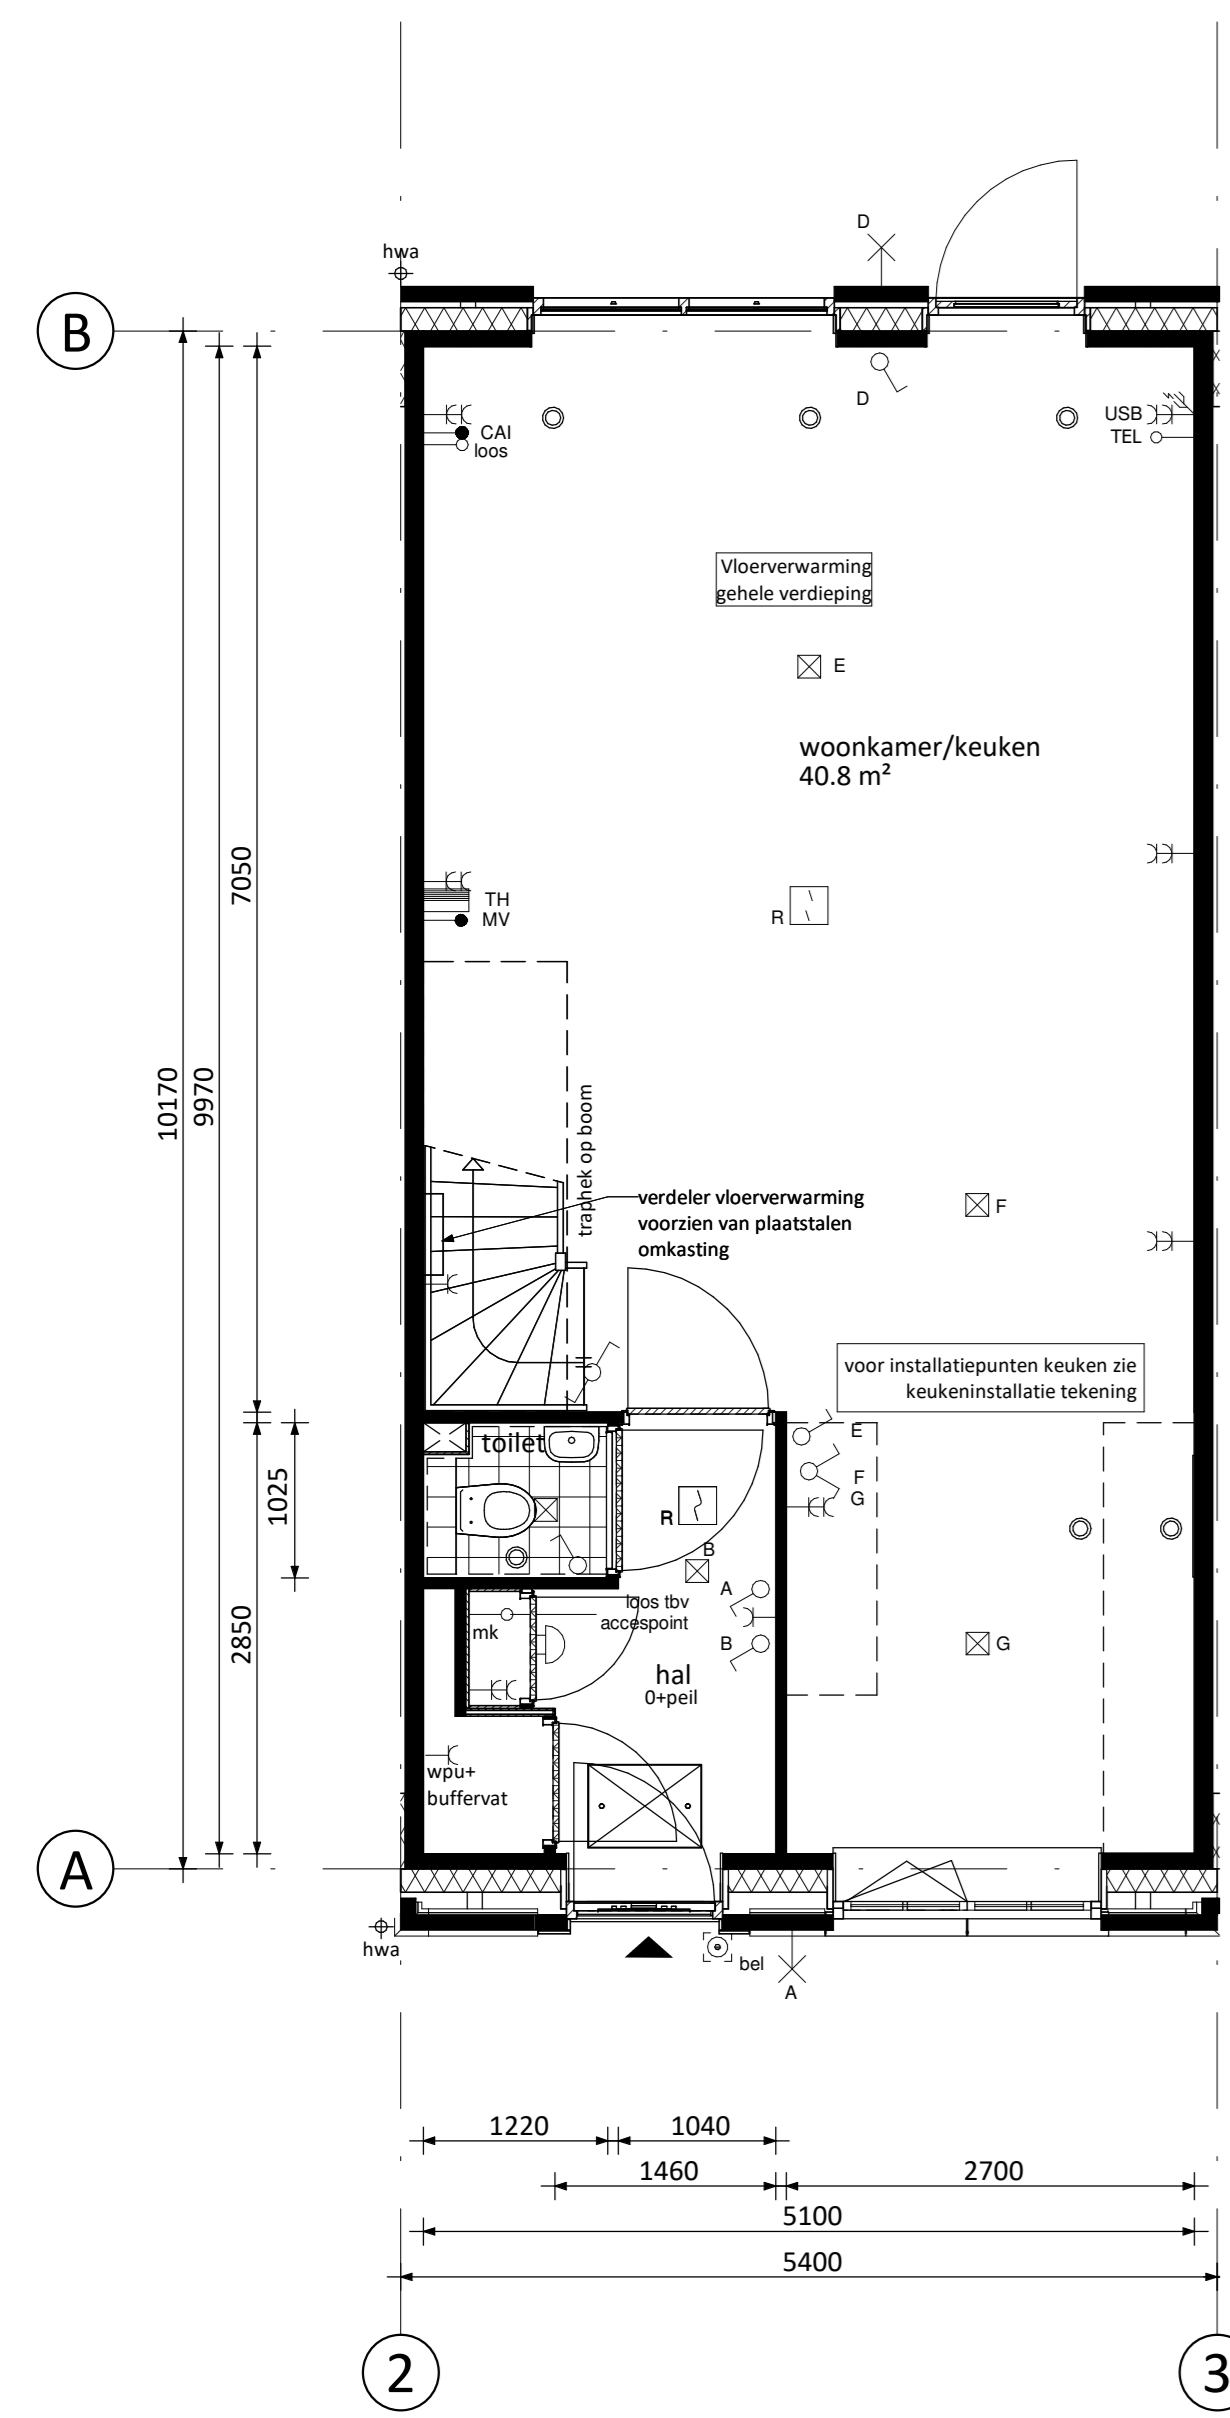 D
hwa
B
D
USB
TEL
CAI
loos
Vloerverwarming
gehele verdieping
E
woonkamer/keuken
40.8 m²
7050
TH
MV
R
10170
9970
traphek op boom
verdeler vloerverwarming
voorzien van plaatstalen
omkasting
F
voor installatiepunten keuken zie
keukeninstallatie tekening
toilet
E
F
G
1025
R
B
A
loos tbv
accespoint
mk
B
G
2850
hal
0+peil
wpu+
buffervat
A
hwa
bel
A
1220
1040
1460
2700
5100
5400
2
3